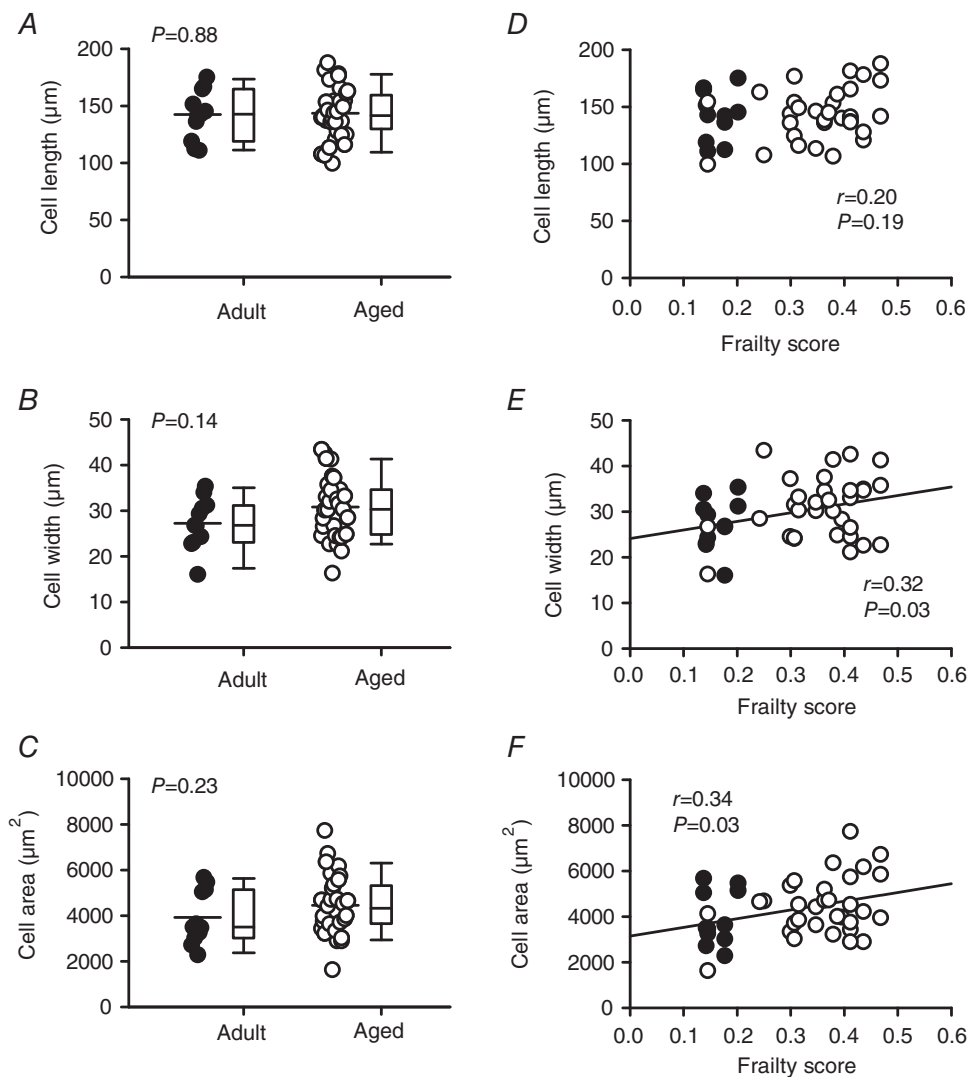 A
P=0.88
Cell length (µm)
200
150
100
50
0
Adult
Aged
D
Cell length (µm)
200
150
100
50
0
r=0.20
P=0.19
0.0 0.1 0.2 0.3 0.4 0.5 0.6
Frailty score
B
P=0.14
Cell width (µm)
50
40
30
20
10
0
Adult
Aged
E
Cell width (µm)
50
40
30
20
10
0
r=0.32
P=0.03
0.0 0.1 0.2 0.3 0.4 0.5 0.6
Frailty score
C
P=0.23
Cell area (µm²)
10000
8000
6000
4000
2000
0
Adult
Aged
F
Cell area (µm²)
10000
8000
6000
4000
2000
0
r=0.34
P=0.03
0.0 0.1 0.2 0.3 0.4 0.5 0.6
Frailty score